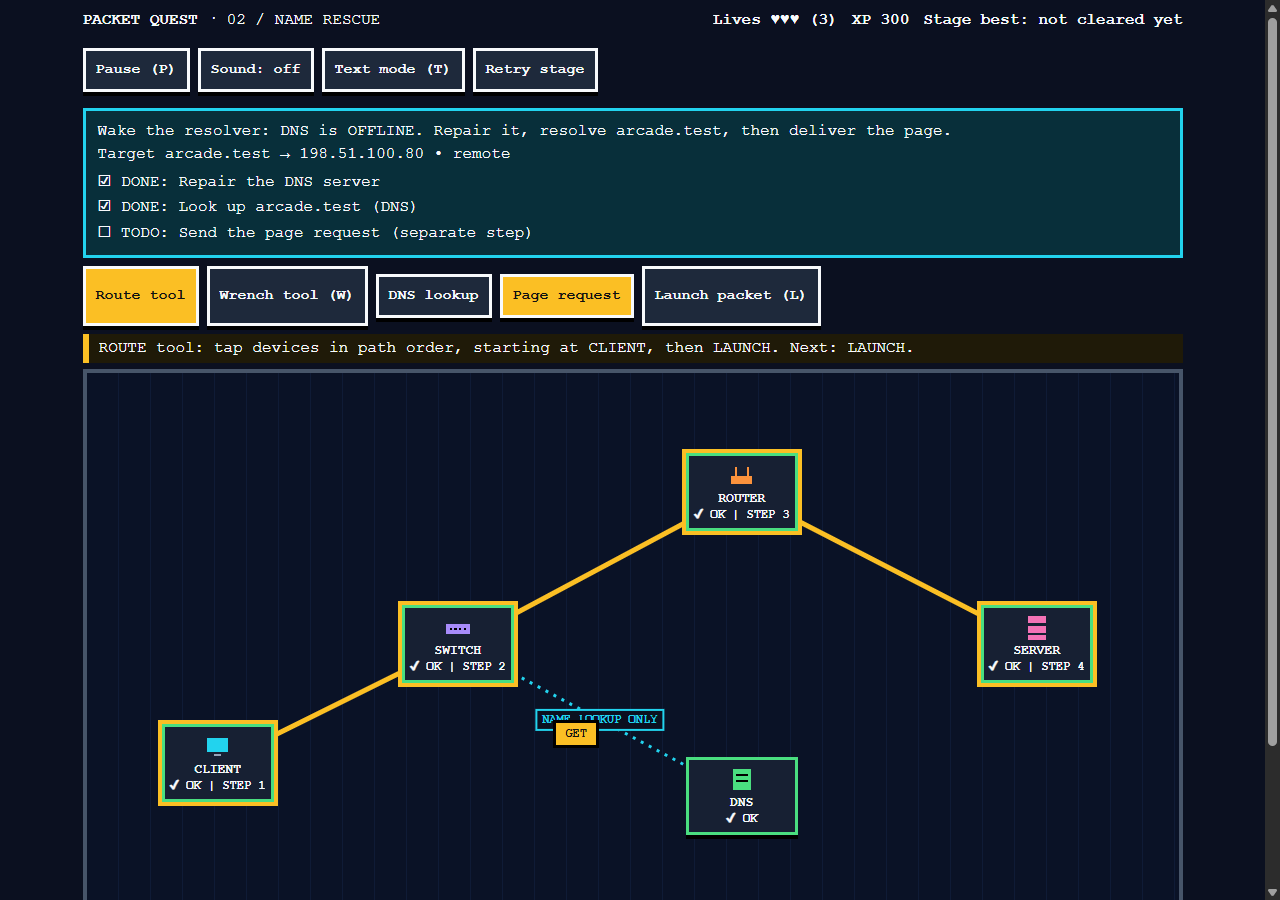 PACKET QUEST · 02 / NAME RESCUE
Lives ♥♥♥ (3) XP 300 Stage best: not cleared yet
Pause (P) Sound: off Text mode (T) Retry stage
Wake the resolver: DNS is OFFLINE. Repair it, resolve arcade.test, then deliver the page.
Target arcade.test → 198.51.100.80 • remote
☑ DONE: Repair the DNS server
☑ DONE: Look up arcade.test (DNS)
☐ TODO: Send the page request (separate step)
Route tool Wrench tool (W) DNS lookup Page request Launch packet (L)
ROUTE tool: tap devices in path order, starting at CLIENT, then LAUNCH. Next: LAUNCH.
ROUTER
✔ OK | STEP 3
SWITCH
✔ OK | STEP 2
SERVER
✔ OK | STEP 4
NAME LOOKUP ONLY
GET
CLIENT
✔ OK | STEP 1
DNS
✔ OK